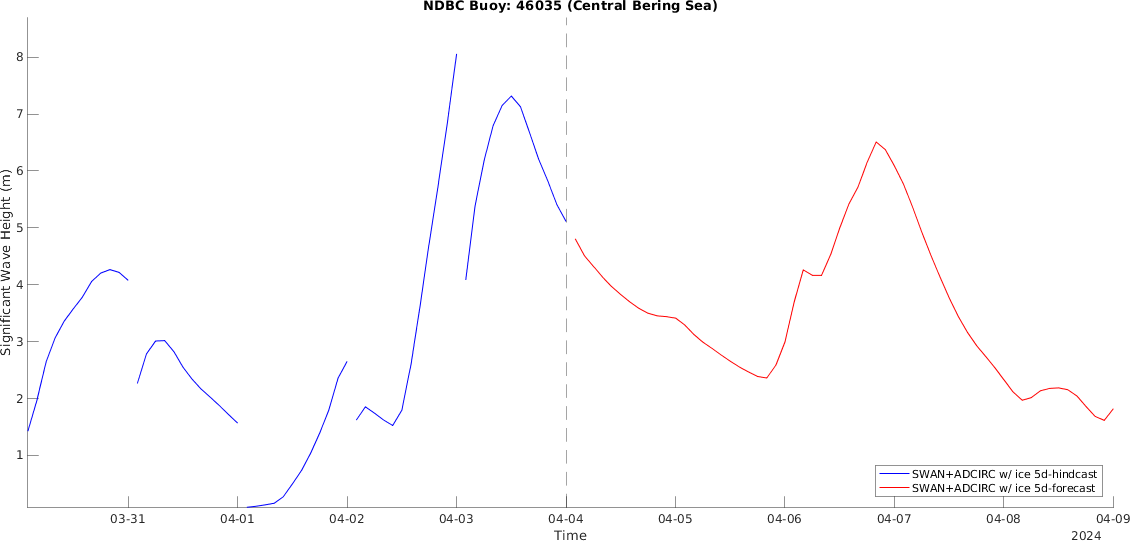 NDBC Buoy: 46035 (Central Bering Sea)
Significant Wave Height (m)
8
7
6
5
4
3
2
1
SWAN+ADCIRC w/ ice 5d-hindcast
SWAN+ADCIRC w/ ice 5d-forecast
03-31 04-01 04-02 04-03 04-04 04-05 04-06 04-07 04-08 04-09
Time
2024